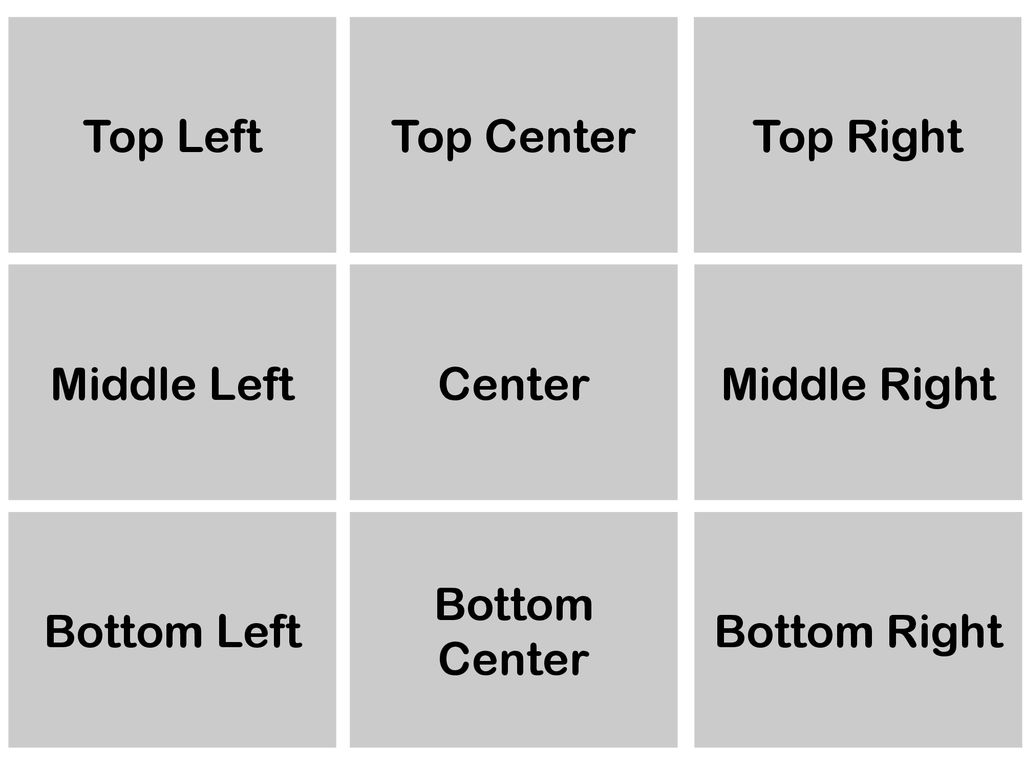 Top Left
Top Center
Top Right
Middle Left
Center
Middle Right
Bottom Left
Bottom
Center
Bottom Right